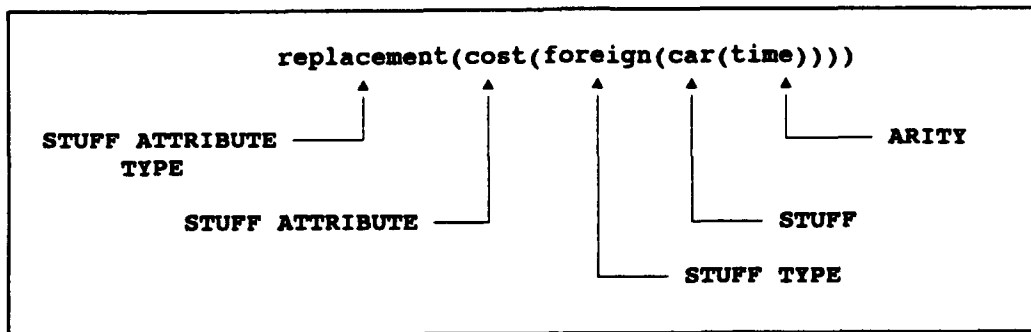 replacement(cost(foreign(car(time))))
STUFF ATTRIBUTE
TYPE
ARITY
STUFF ATTRIBUTE
STUFF
STUFF TYPE